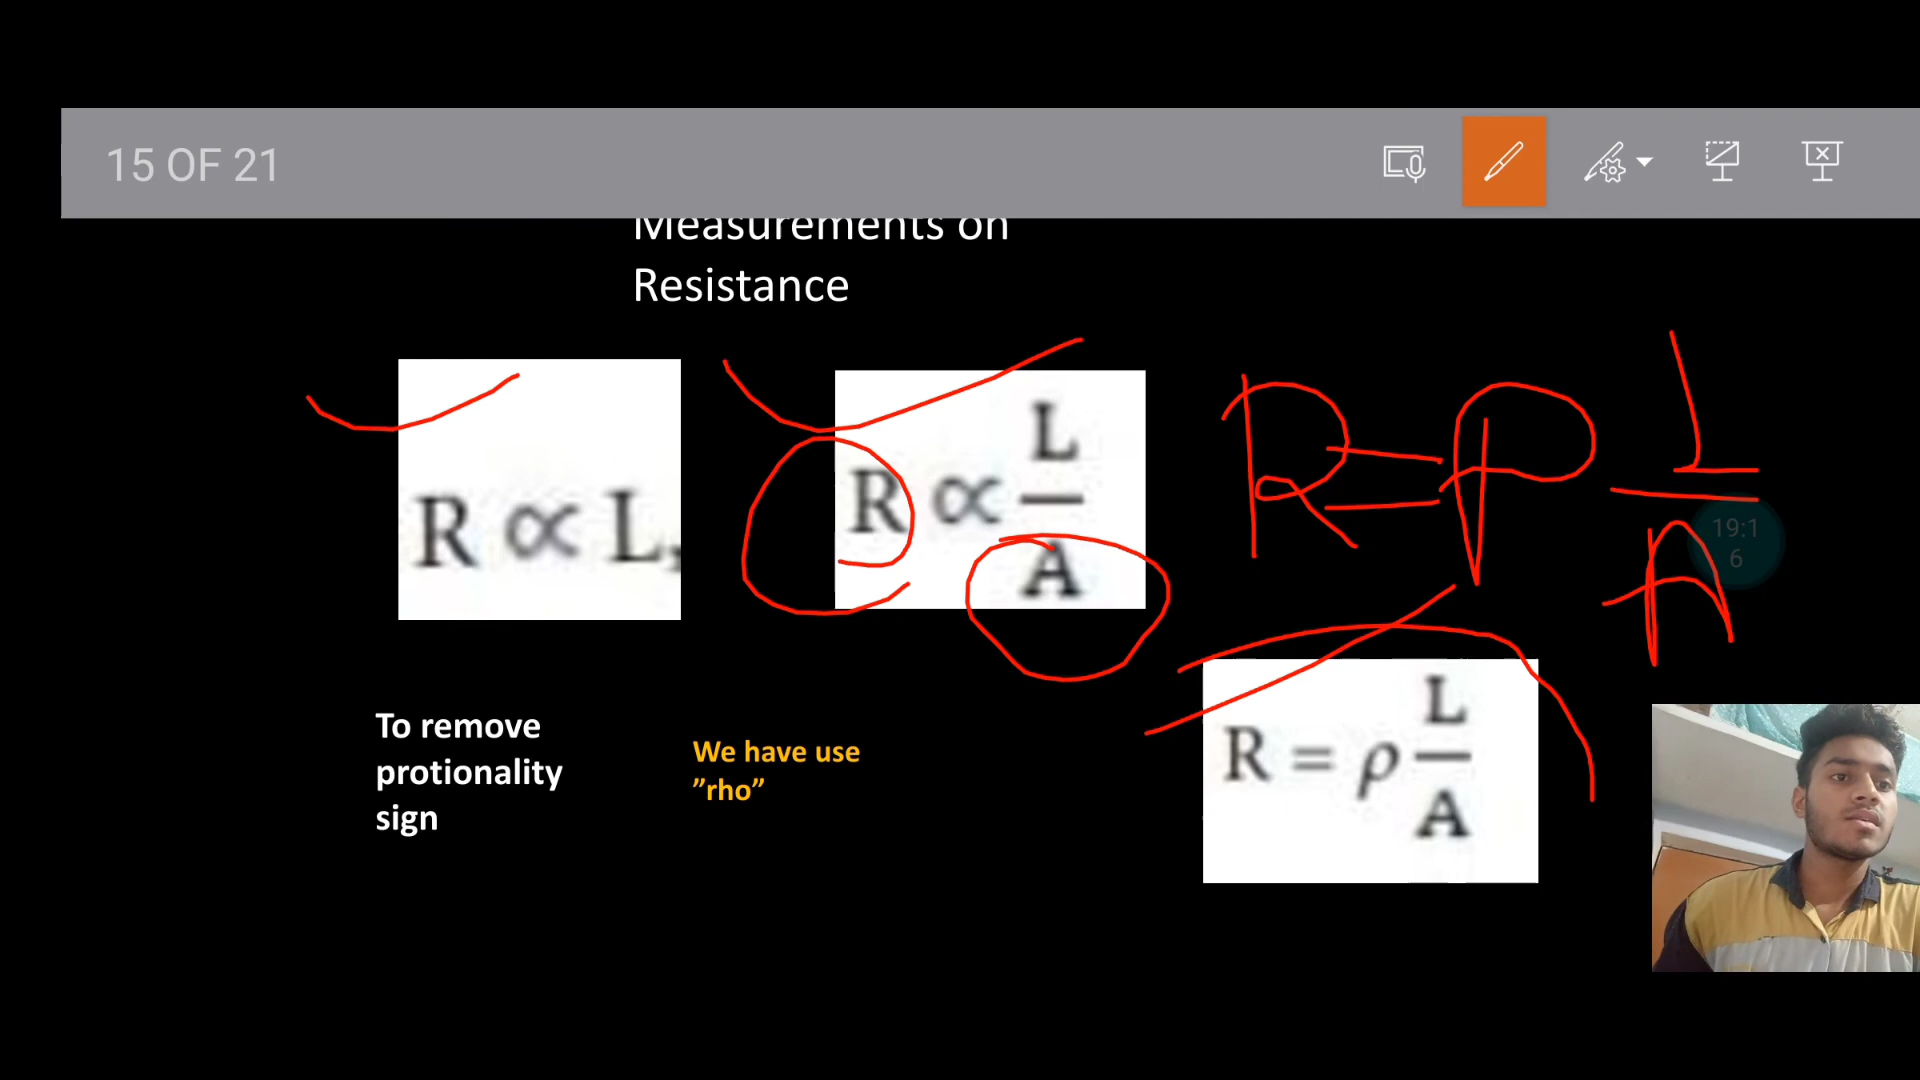 15 OF 21
Measurements on
Resistance
R ∝ L,
R ∝ L/A
R = ρ L/A
19:1
6
To remove
protionality
sign
We have use
”rho”
R = ρ L/A